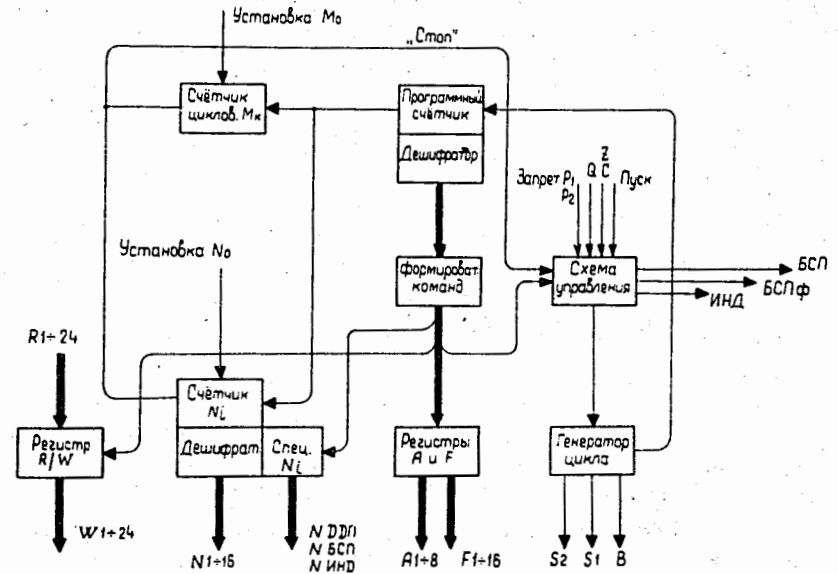 Установка M₀
„Стоп"
Счётчик
циклов. Mк
Программный
счётчик
Дешифратор
Запрет P₁
P₂
Q
Z
C
Пуск
Установка N₀
Формироват.
команд
Схема
управления
БСП
БСПФ
ИНД
R1÷24
Счётчик
Ni
Регистр
R/W
Дешифрат.
Спец.
Ni
Регистры
A и F
Генератор
цикла
W1÷24
N1÷16
N ДДП
N БСП
N ИНД
A1÷8
F1÷16
S2
S1
B